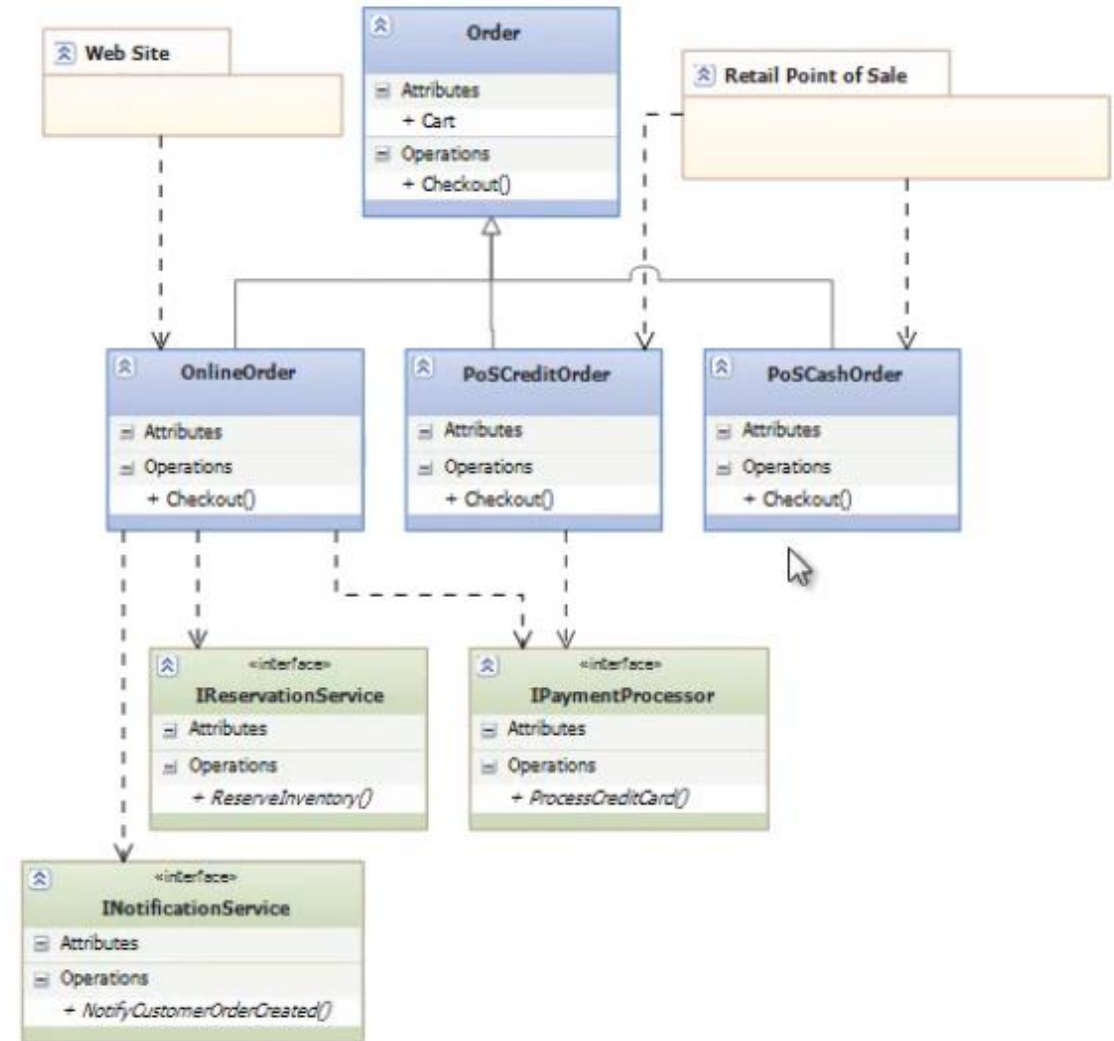 Web Site
Order
Attributes
+ Cart
Operations
+ Checkout()
Retail Point of Sale
OnlineOrder
Attributes
Operations
+ Checkout()
PoSCreditOrder
Attributes
Operations
+ Checkout()
PoSCashOrder
Attributes
Operations
+ Checkout()
«interface»
IReservationService
Attributes
Operations
+ ReserveInventory()
«interface»
IPaymentProcessor
Attributes
Operations
+ ProcessCreditCard()
«interface»
INotificationService
Attributes
Operations
+ NotifyCustomerOrderCreated()